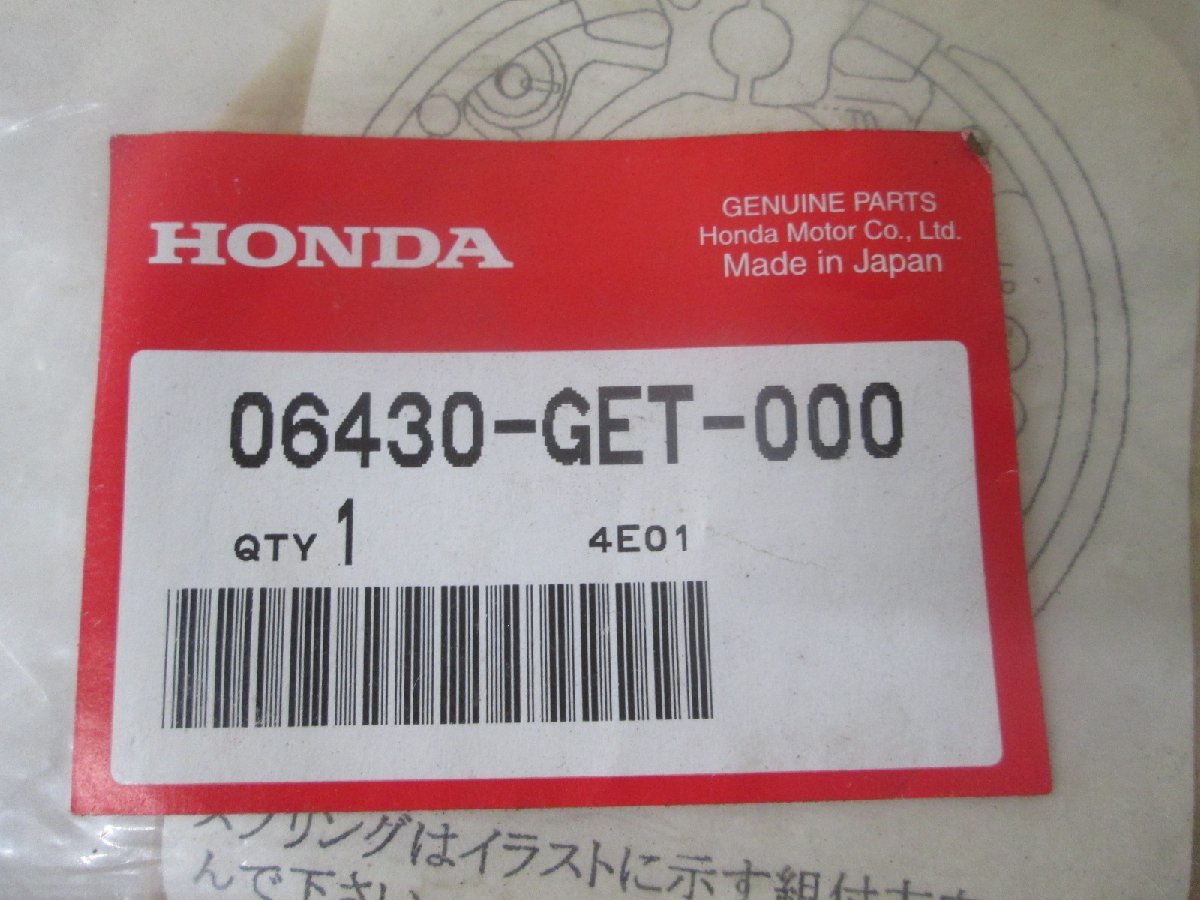 HONDA
GENUINE PARTS
Honda Motor Co., Ltd.
Made in Japan
06430-GET-000
QTY 1 4E01
スプリングはイラストに示す組付方向
んで下さい